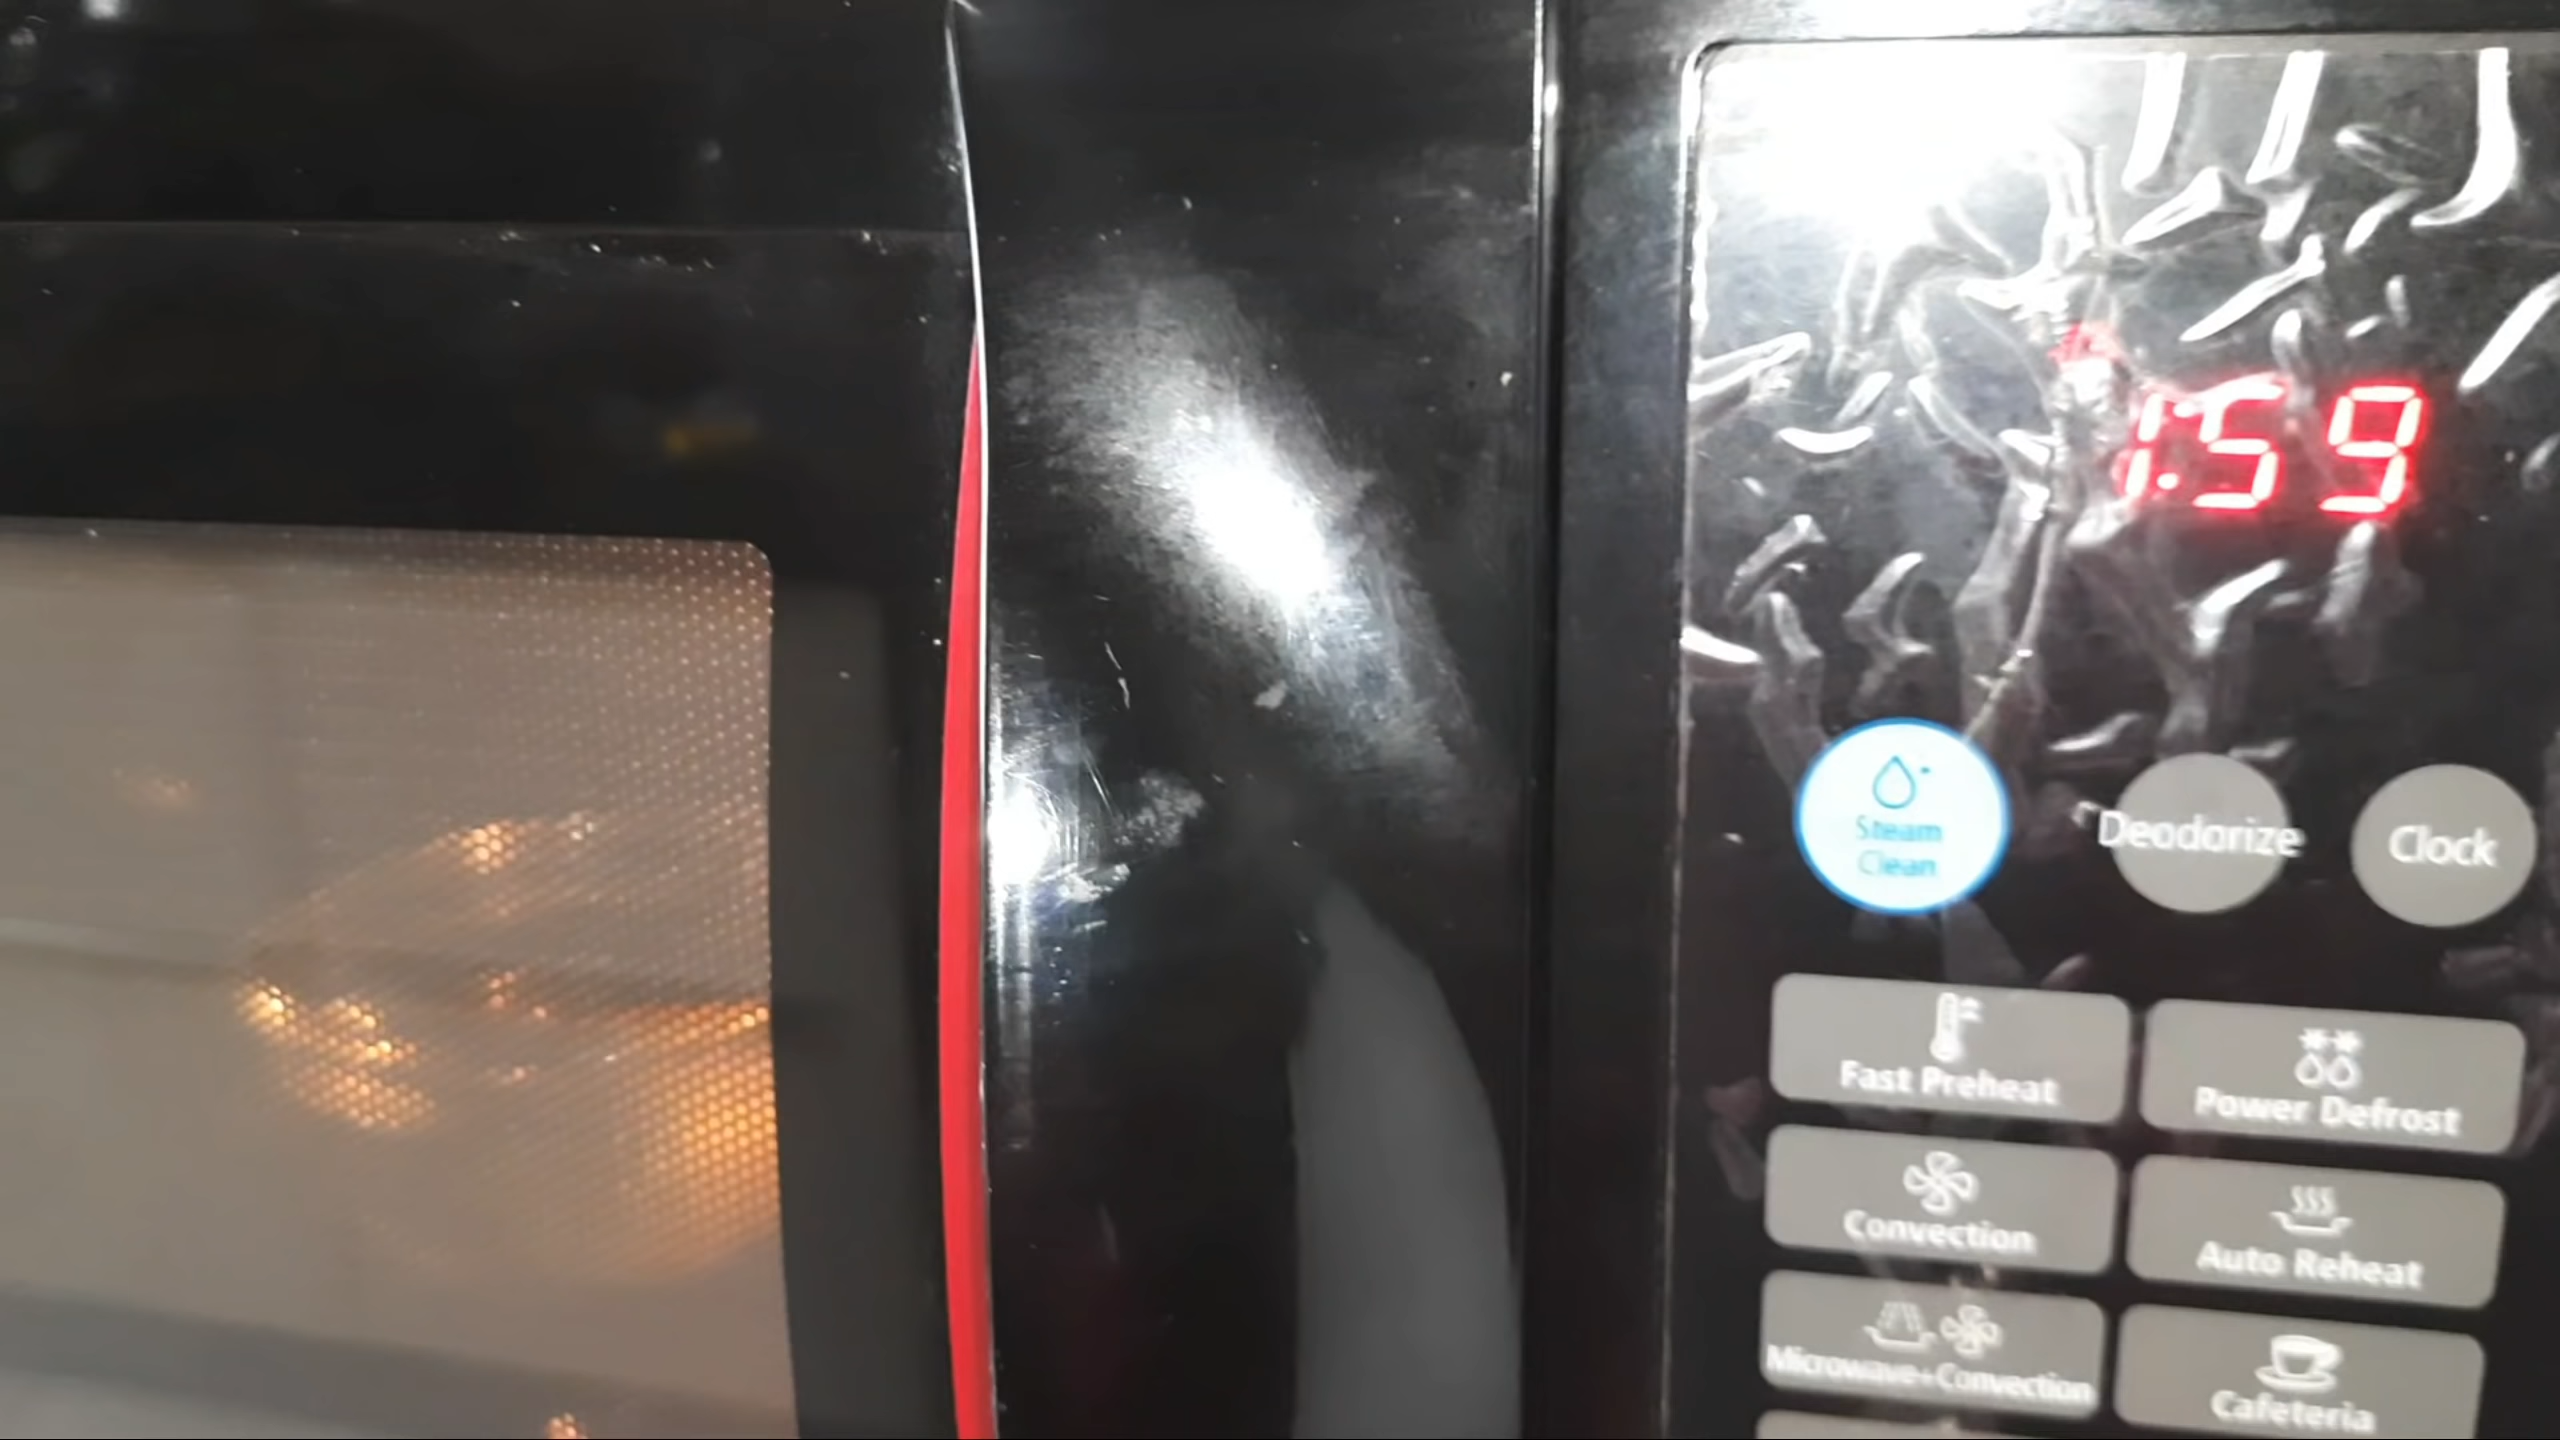 1:59
Steam
Clean
Deodorize
Clock
Fast Preheat
Power Defrost
Convection
Auto Reheat
Microwave+Convection
Cafeteria